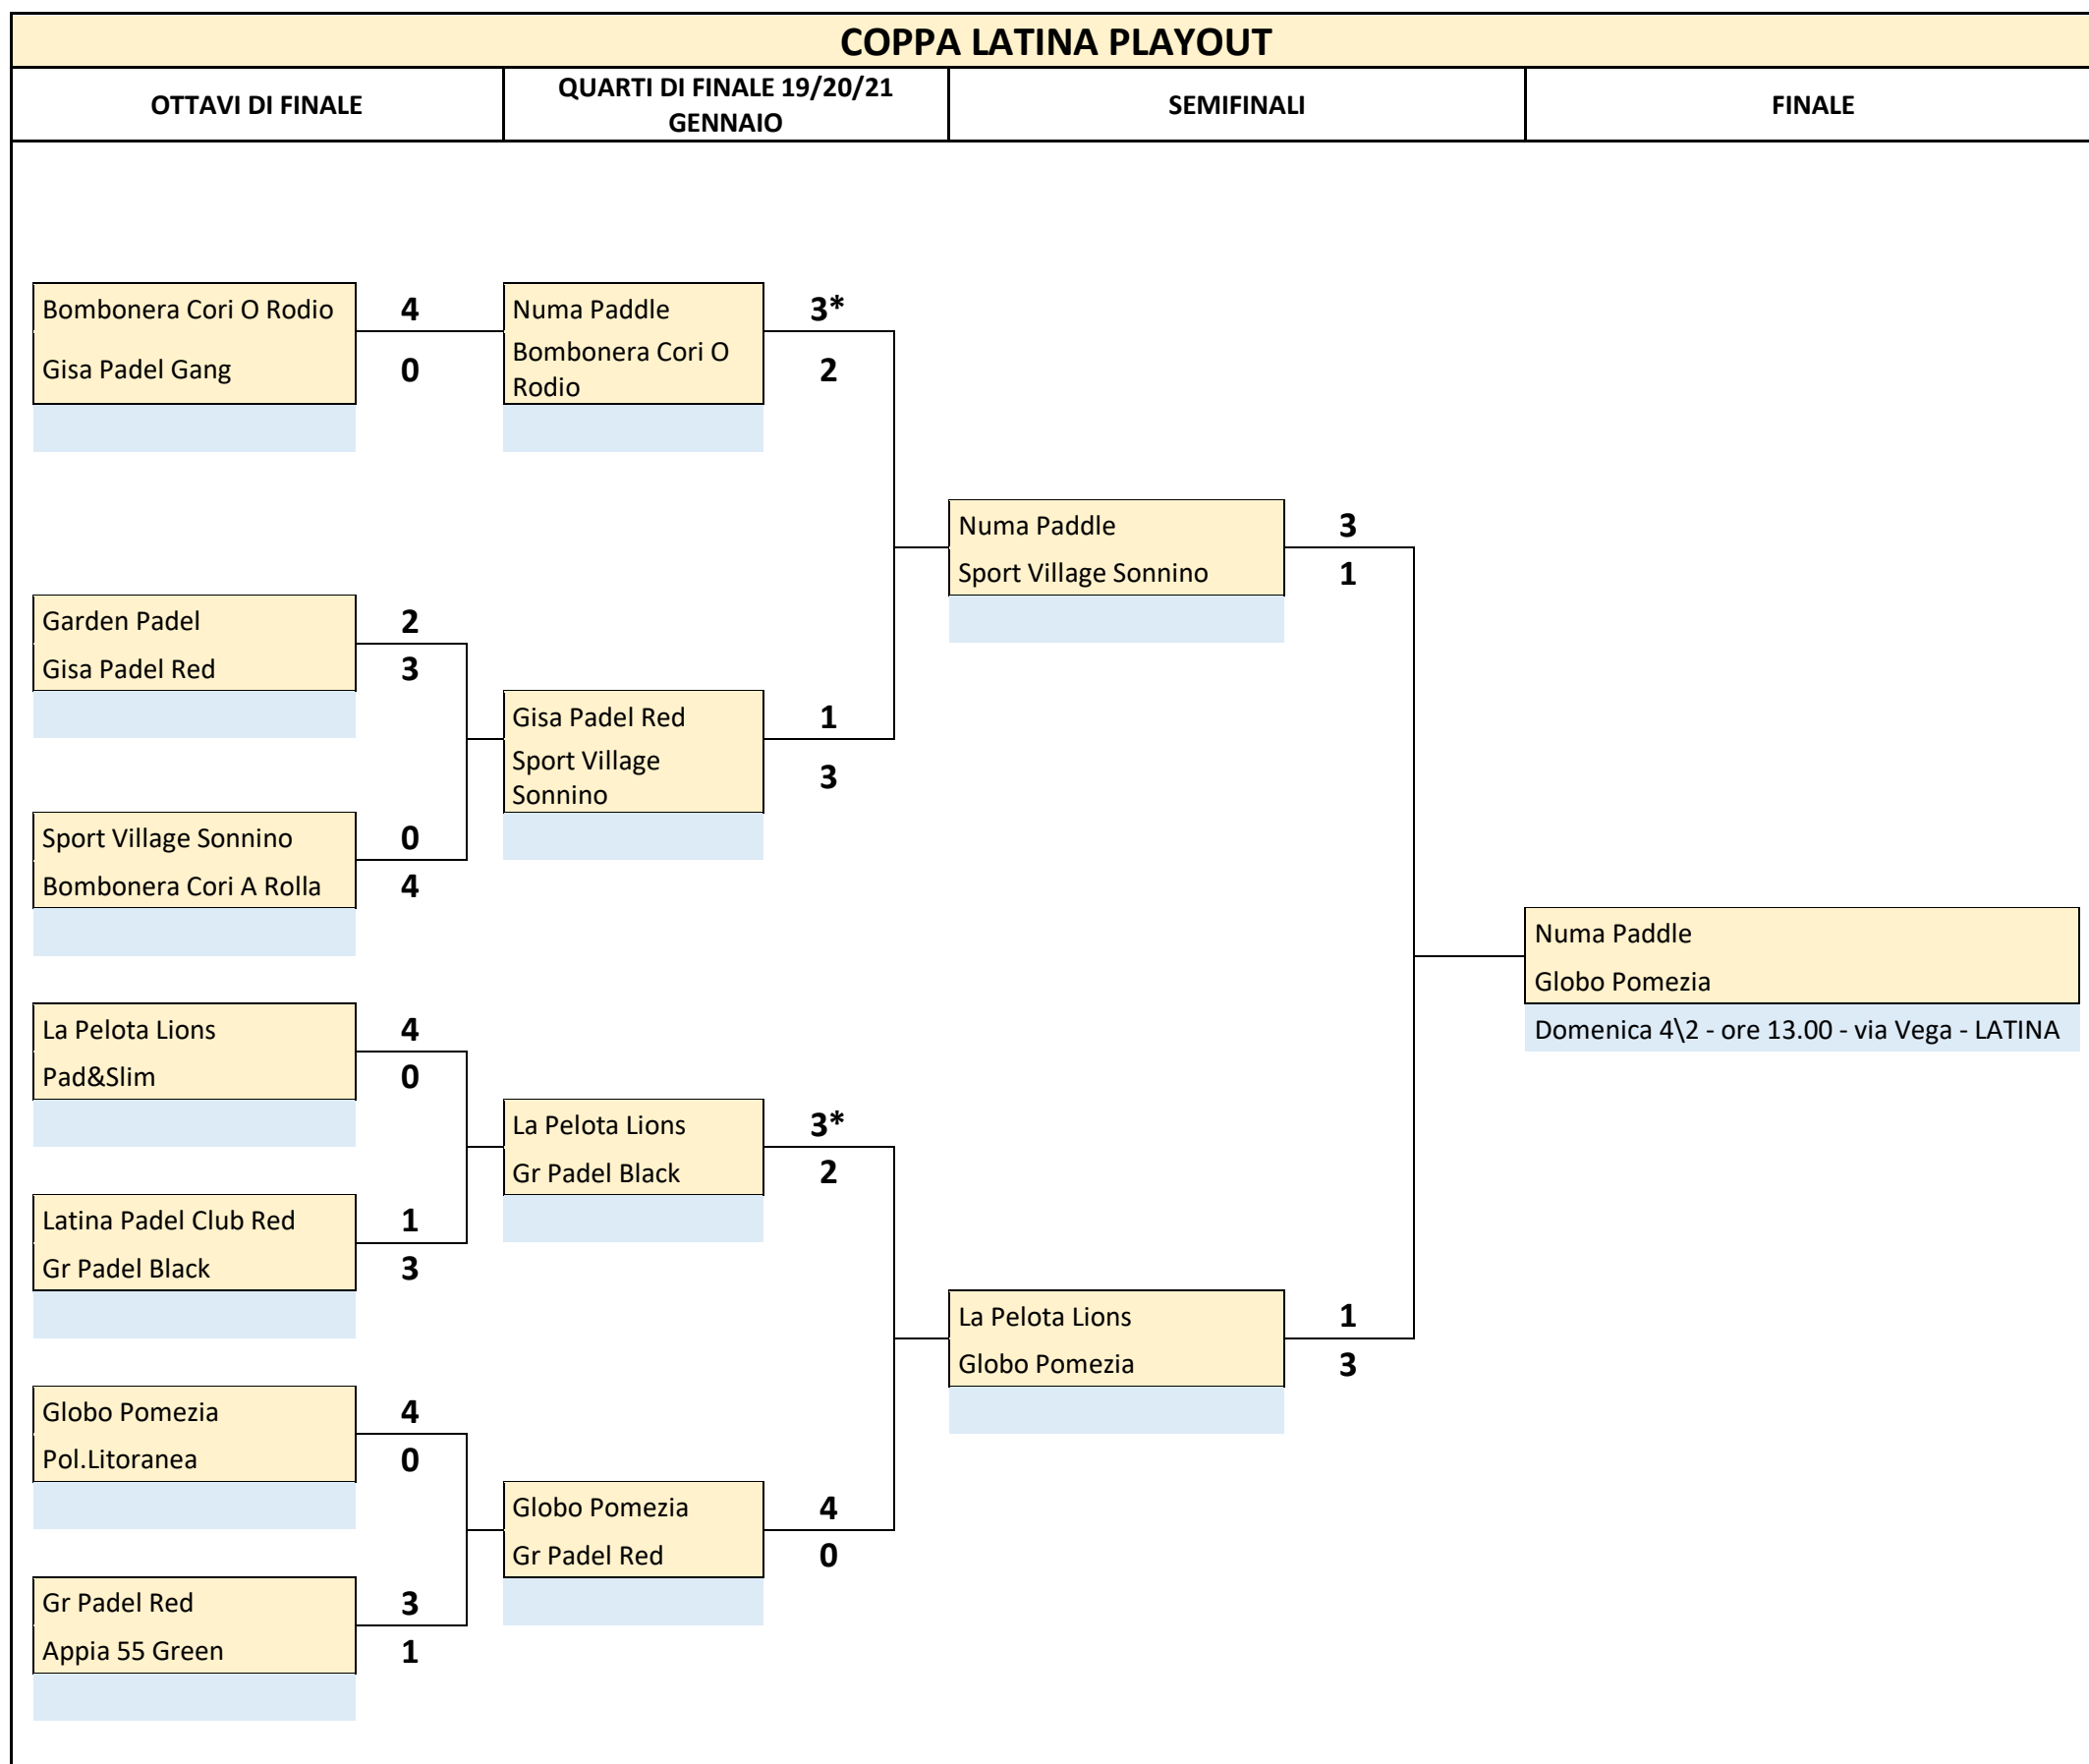 COPPA LATINA PLAYOUT
OTTAVI DI FINALE
QUARTI DI FINALE 19/20/21
GENNAIO
SEMIFINALI
FINALE
Bombonera Cori O Rodio 4
Gisa Padel Gang 0
Garden Padel 2
Gisa Padel Red 3
Sport Village Sonnino 0
Bombonera Cori A Rolla 4
La Pelota Lions 4
Pad&Slim 0
Latina Padel Club Red 1
Gr Padel Black 3
Globo Pomezia 4
Pol.Litoranea 0
Gr Padel Red 3
Appia 55 Green 1
Numa Paddle 3*
Bombonera Cori O
Rodio 2
Gisa Padel Red 1
Sport Village
Sonnino 3
La Pelota Lions 3*
Gr Padel Black 2
Globo Pomezia 4
Gr Padel Red 0
Numa Paddle 3
Sport Village Sonnino 1
La Pelota Lions 1
Globo Pomezia 3
Numa Paddle
Globo Pomezia
Domenica 4\2 - ore 13.00 - via Vega - LATINA